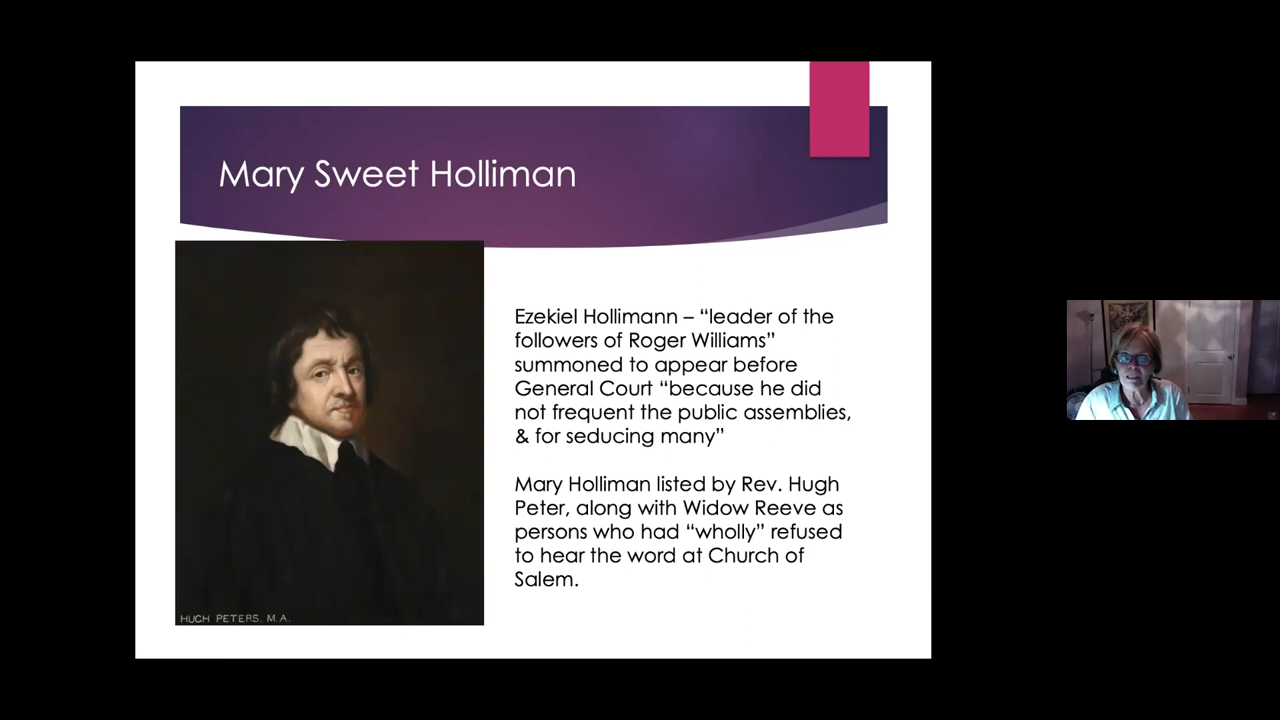 Mary Sweet Holliman
Ezekiel Hollimann – “leader of the
followers of Roger Williams”
summoned to appear before
General Court “because he did
not frequent the public assemblies,
& for seducing many”
Mary Holliman listed by Rev. Hugh
Peter, along with Widow Reeve as
persons who had “wholly” refused
to hear the word at Church of
Salem.
HUGH PETERS. M.A.